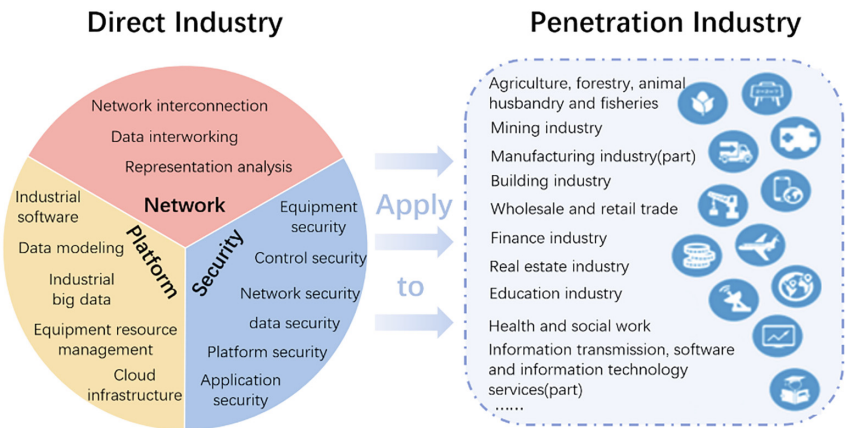 Direct Industry
Network interconnection
Data interworking
Representation analysis
Network
Industrial
software
Data modeling
Industrial
big data
Equipment resource
management
Cloud
infrastructure
Platform
Security
Equipment
security
Control security
Network security
data security
Platform security
Application
security
Apply
to
Penetration Industry
Agriculture, forestry, animal
husbandry and fisheries
Mining industry
Manufacturing industry(part)
Building industry
Wholesale and retail trade
Finance industry
Real estate industry
Education industry
Health and social work
Information transmission, software
and information technology
services(part)
......